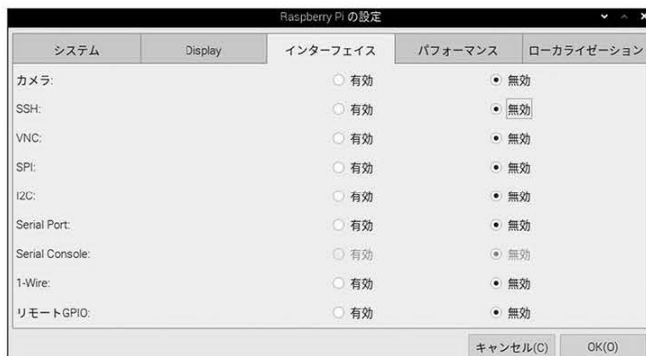 Raspberry Pi の設定
システム Display インターフェイス パフォーマンス ローカライゼーション
カメラ: 有効 無効
SSH: 有効 無効
VNC: 有効 無効
SPI: 有効 無効
I2C: 有効 無効
Serial Port: 有効 無効
Serial Console: 有効 無効
1-Wire: 有効 無効
リモートGPIO: 有効 無効
キャンセル(C) OK(O)